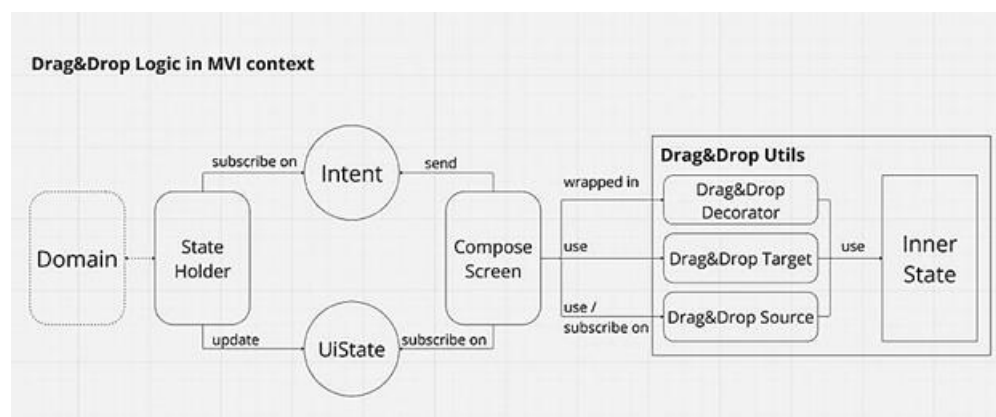 Drag&Drop Logic in MVI context
subscribe on
Intent
send
Domain
State
Holder
Compose
Screen
update
UiState
subscribe on
wrapped in
use
use /
subscribe on
Drag&Drop Utils
Drag&Drop
Decorator
Drag&Drop Target
Drag&Drop Source
use
Inner
State